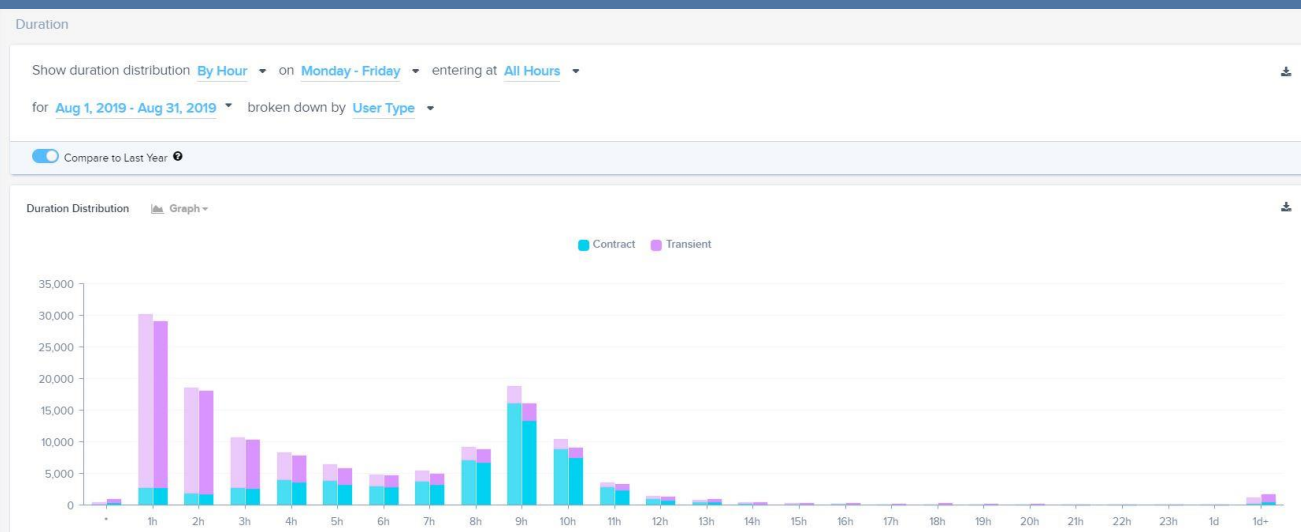 Duration
Show duration distribution By Hour on Monday - Friday entering at All Hours
for Aug 1, 2019 - Aug 31, 2019 broken down by User Type
Compare to Last Year ?
Duration Distribution Graph
Contract Transient
35,000
30,000
25,000
20,000
15,000
10,000
5,000
0
* 1h 2h 3h 4h 5h 6h 7h 8h 9h 10h 11h 12h 13h 14h 15h 16h 17h 18h 19h 20h 21h 22h 23h 1d 1d+